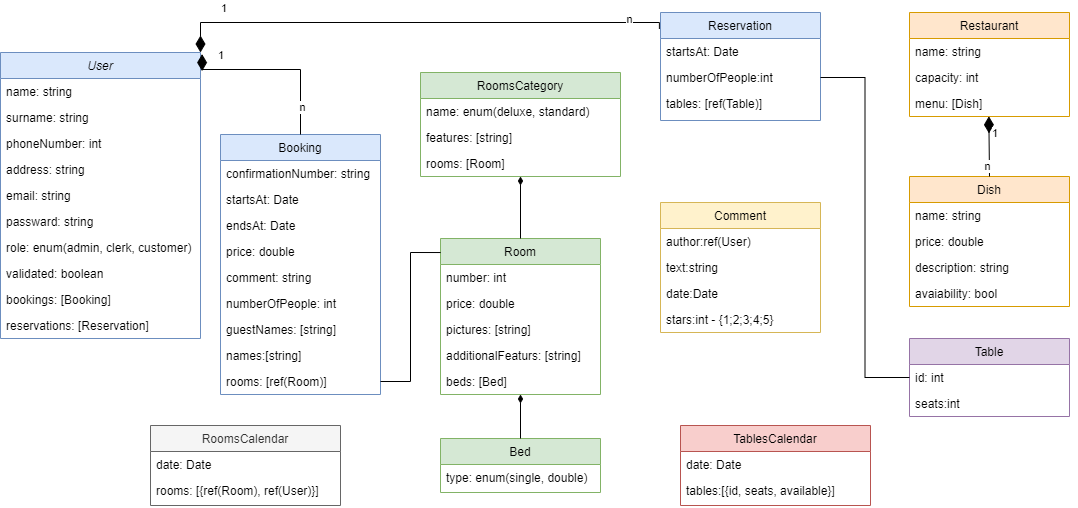 1
n
1
n
User
name: string
surname: string
phoneNumber: int
address: string
email: string
passward: string
role: enum(admin, clerk, customer)
validated: boolean
bookings: [Booking]
reservations: [Reservation]
Booking
confirmationNumber: string
startsAt: Date
endsAt: Date
price: double
comment: string
numberOfPeople: int
guestNames: [string]
names:[string]
rooms: [ref(Room)]
RoomsCategory
name: enum(deluxe, standard)
features: [string]
rooms: [Room]
Room
number: int
price: double
pictures: [string]
additionalFeaturs: [string]
beds: [Bed]
Bed
type: enum(single, double)
Reservation
startsAt: Date
numberOfPeople:int
tables: [ref(Table)]
Comment
author:ref(User)
text:string
date:Date
stars:int - {1;2;3;4;5}
Restaurant
name: string
capacity: int
menu: [Dish]
1
n
Dish
name: string
price: double
description: string
avaiability: bool
Table
id: int
seats:int
RoomsCalendar
date: Date
rooms: [{ref(Room), ref(User)}]
TablesCalendar
date: Date
tables:[{id, seats, available}]